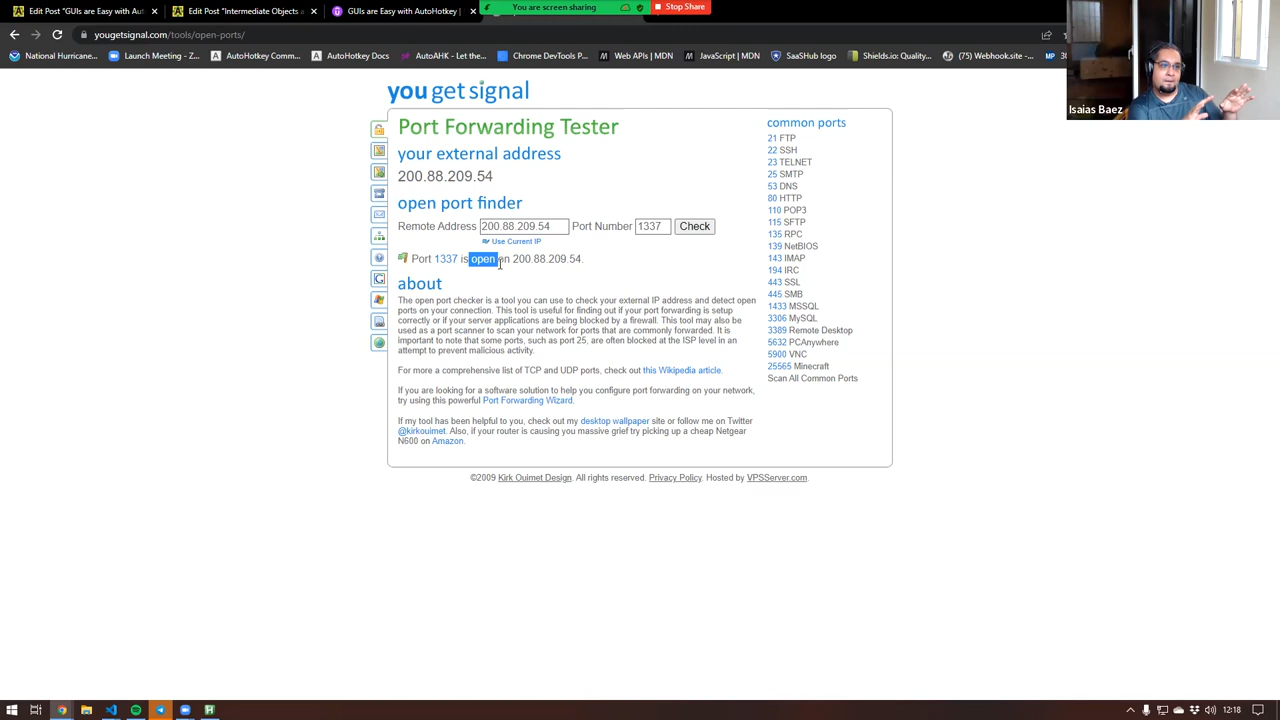 Edit Post "GUIs are Easy with Aut
Edit Post "Intermediate Objects a
GUIs are Easy with AutoHotkey |
You are screen sharing
Stop Share
yougetsignal.com/tools/open-ports/
National Hurricane...
Launch Meeting - Z...
AutoHotkey
AutoHotkey Docs
AutoAHK - Let the...
Chrome DevTools P...
Web APIs | MDN
JavaScript | MDN
SaaSHub logo
Shields.io: Quality...
(75) Webhook.site -...
Isaias Baez
you get signal
Port Forwarding Tester
your external address
200.88.209.54
open port finder
Remote Address 200.88.209.54 Port Number 1337 Check
Use Current IP
Port 1337 is open on 200.88.209.54.
about
The open port checker is a tool you can use to check your external IP address and detect open
ports on your connection. This tool is useful for finding out if your port forwarding is setup
correctly or if your server applications are being blocked by a firewall. This tool may also be
used as a port scanner to scan your network for ports that are commonly forwarded. It is
important to note that some ports, such as port 25, are often blocked at the ISP level in an
attempt to prevent malicious activity.
For more a comprehensive list of TCP and UDP ports, check out this Wikipedia article.
If you are looking for a software solution to help you configure port forwarding on your network,
try using this powerful Port Forwarding Wizard.
If my tool has been helpful to you, check out my desktop wallpaper site or follow me on Twitter
@kirkouimet. Also, if your router is causing you massive grief try picking up a cheap Netgear
N600 on Amazon.
common ports
21 FTP
22 SSH
23 TELNET
25 SMTP
53 DNS
80 HTTP
110 POP3
115 SFTP
135 RPC
139 NetBIOS
143 IMAP
194 IRC
443 SSL
445 SMB
1433 MSSQL
3306 MySQL
3389 Remote Desktop
5632 PCAnywhere
5900 VNC
25565 Minecraft
Scan All Common Ports
©2009 Kirk Ouimet Design. All rights reserved. Privacy Policy. Hosted by VPSServer.com.
12:18